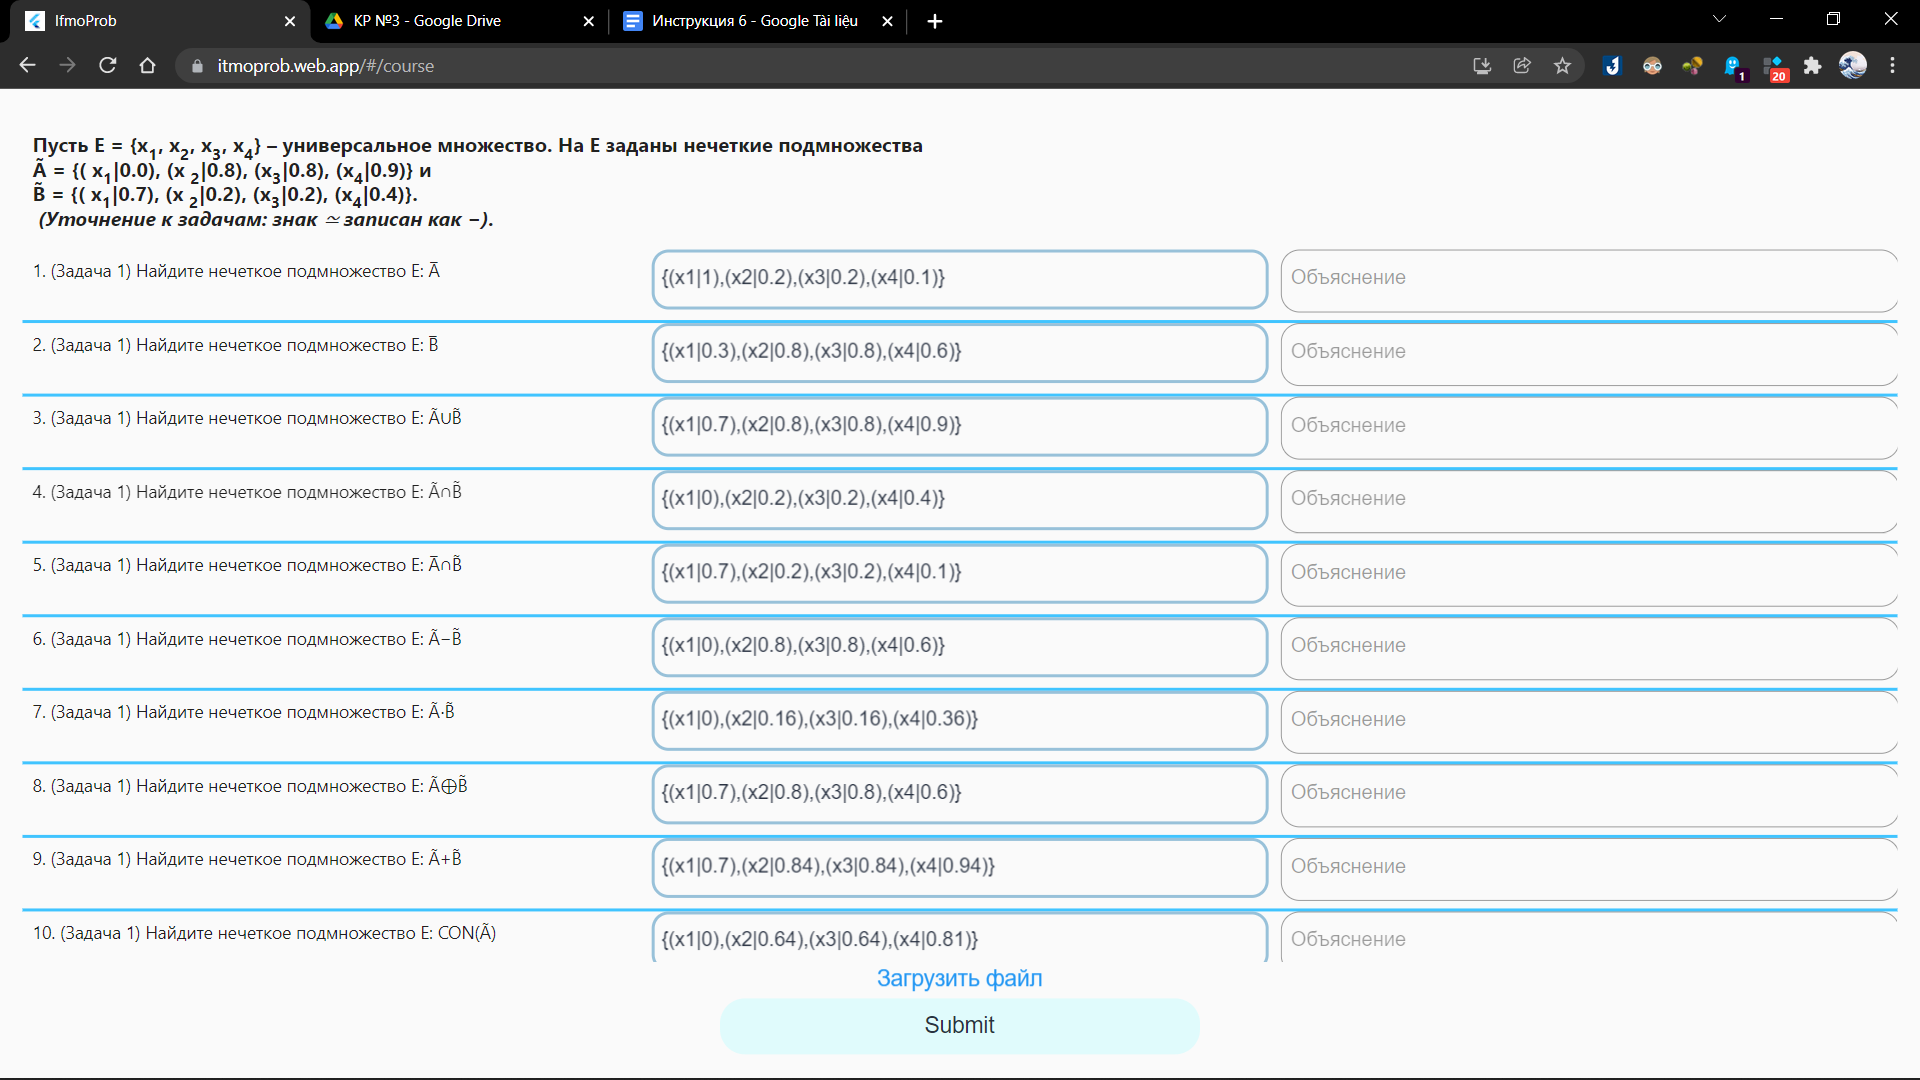 IfmoProb
КР №3 - Google Drive
Инструкция 6 - Google Tài liệu
itmoprob.web.app/#/course
1
20
Пусть E = {x₁, x₂, x₃, x₄} – универсальное множество. На E заданы нечеткие подмножества
Ã = {( x₁|0.0), (x ₂|0.8), (x₃|0.8), (x₄|0.9)} и
B̃ = {( x₁|0.7), (x ₂|0.2), (x₃|0.2), (x₄|0.4)}.
(Уточнение к задачам: знак ≃ записан как −).
1. (Задача 1) Найдите нечеткое подмножество E: Ā
{(x1|1),(x2|0.2),(x3|0.2),(x4|0.1)}
Объяснение
2. (Задача 1) Найдите нечеткое подмножество E: B̅
{(x1|0.3),(x2|0.8),(x3|0.8),(x4|0.6)}
Объяснение
3. (Задача 1) Найдите нечеткое подмножество E: Ã∪B̃
{(x1|0.7),(x2|0.8),(x3|0.8),(x4|0.9)}
Объяснение
4. (Задача 1) Найдите нечеткое подмножество E: Ã∩B̃
{(x1|0),(x2|0.2),(x3|0.2),(x4|0.4)}
Объяснение
5. (Задача 1) Найдите нечеткое подмножество E: Ā∩B̃
{(x1|0.7),(x2|0.2),(x3|0.2),(x4|0.1)}
Объяснение
6. (Задача 1) Найдите нечеткое подмножество E: Ã−B̃
{(x1|0),(x2|0.8),(x3|0.8),(x4|0.6)}
Объяснение
7. (Задача 1) Найдите нечеткое подмножество E: Ã·B̃
{(x1|0),(x2|0.16),(x3|0.16),(x4|0.36)}
Объяснение
8. (Задача 1) Найдите нечеткое подмножество E: Ã⊕B̃
{(x1|0.7),(x2|0.8),(x3|0.8),(x4|0.6)}
Объяснение
9. (Задача 1) Найдите нечеткое подмножество E: Ã+B̃
{(x1|0.7),(x2|0.84),(x3|0.84),(x4|0.94)}
Объяснение
10. (Задача 1) Найдите нечеткое подмножество E: CON(Ã)
{(x1|0),(x2|0.64),(x3|0.64),(x4|0.81)}
Объяснение
Загрузить файл
Submit